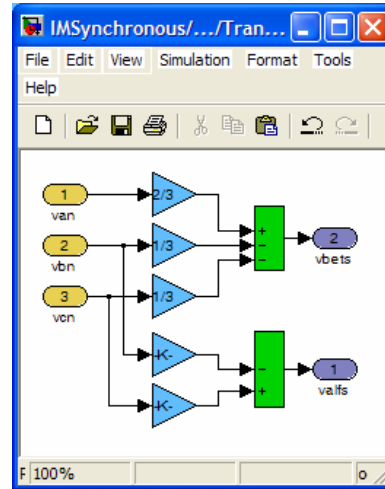 IMSynchronous/.../Tran...
File Edit View Simulation Format Tools
Help
1
van
2/3
2
vbn
1/3
+
−
−
2
vbets
3
vcn
1/3
-K-
−
+
1
valfs
-K-
F 100% o